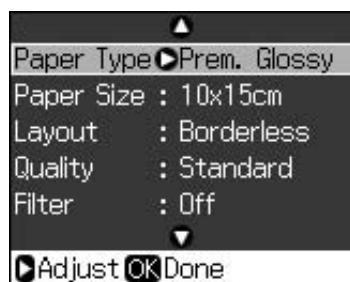 Paper Type Prem. Glossy
Paper Size : 10x15cm
Layout : Borderless
Quality : Standard
Filter : Off
Adjust OK Done